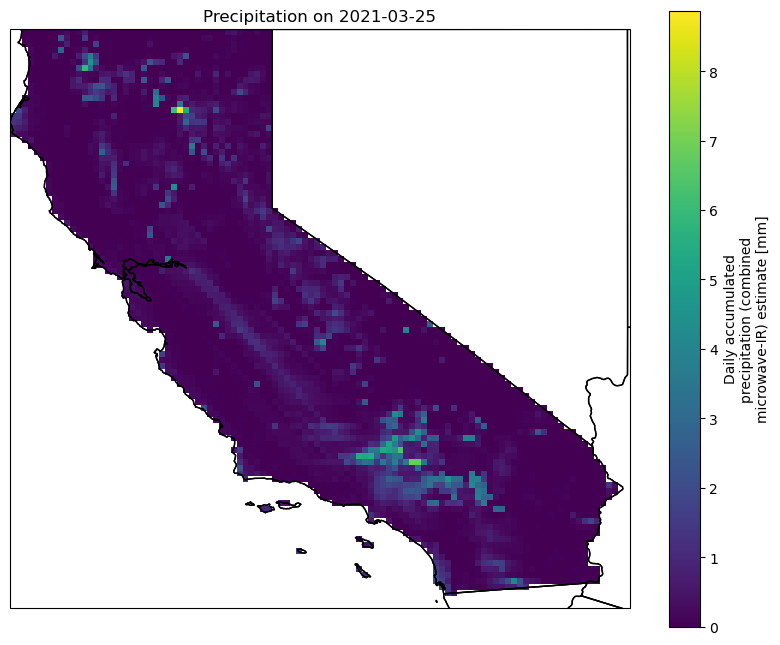 Precipitation on 2021-03-25
8
7
6
5
4
3
2
1
0
Daily accumulated
precipitation (combined
microwave-IR) estimate [mm]